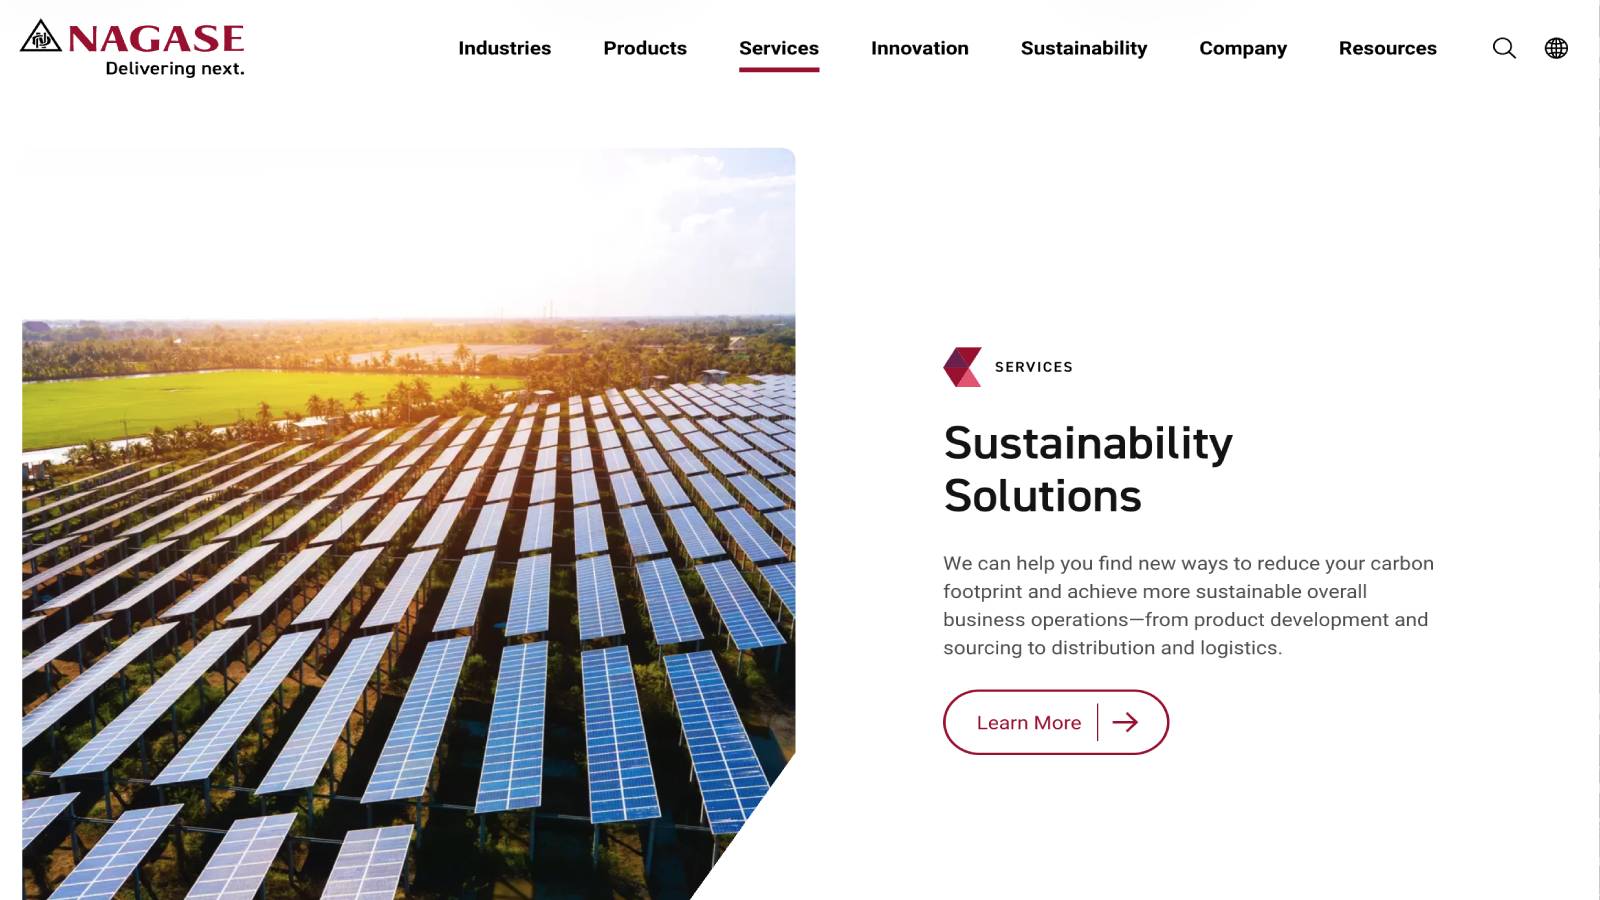 NAGASE
Delivering next.
Industries
Products
Services
Innovation
Sustainability
Company
Resources
SERVICES
Sustainability
Solutions
We can help you find new ways to reduce your carbon
footprint and achieve more sustainable overall
business operations—from product development and
sourcing to distribution and logistics.
Learn More